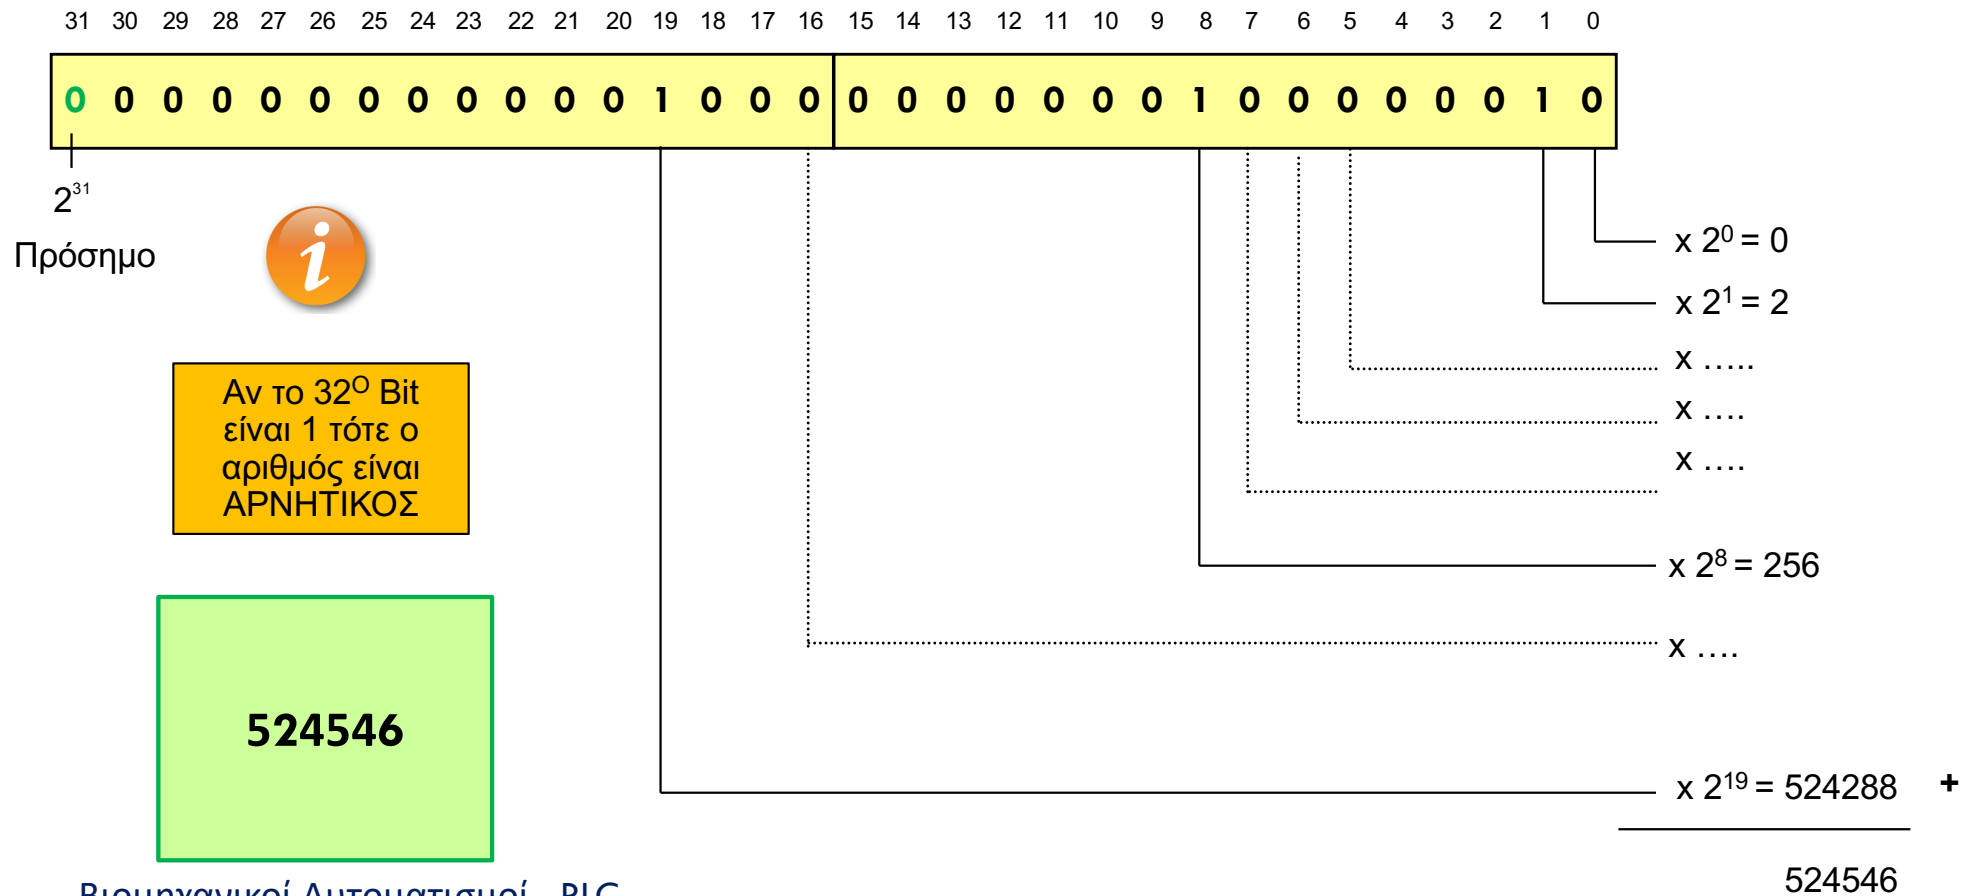 31 30 29 28 27 26 25 24 23 22 21 20 19 18 17 16 15 14 13 12 11 10 9 8 7 6 5 4 3 2 1 0
0 0 0 0 0 0 0 0 0 0 0 0 1 0 0 0 0 0 0 0 0 0 0 1 0 0 0 0 0 0 1 0
2³¹
Πρόσημο
i
Αν το 32ᴼ Bit
είναι 1 τότε ο
αριθμός είναι
ΑΡΝΗΤΙΚΟΣ
524546
x 2⁰ = 0
x 2¹ = 2
x …..
x ….
x ….
x 2⁸ = 256
x ….
x 2¹⁹ = 524288 +
524546
Βιομηχανικοί Αυτοματισμοί - PLC